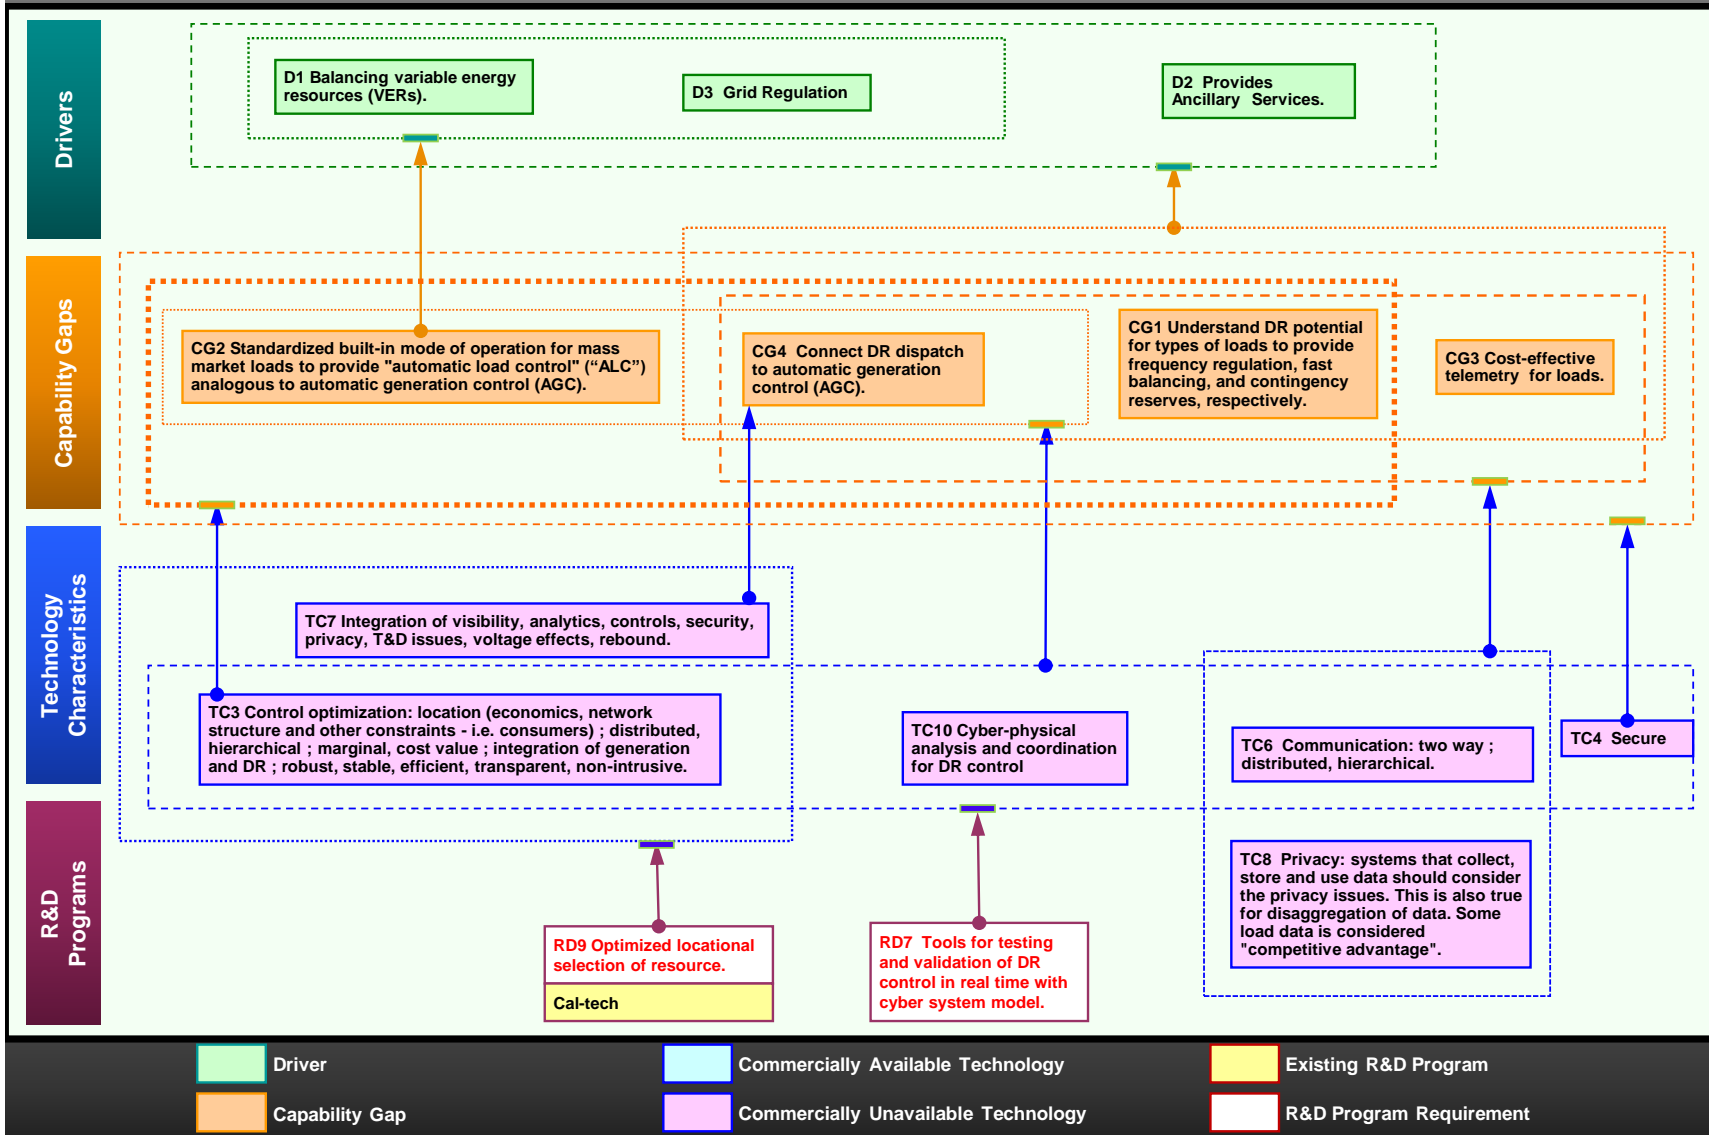 Drivers
D1 Balancing variable energy
resources (VERs).
D3 Grid Regulation
D2 Provides
Ancillary Services.
Capability Gaps
CG2 Standardized built-in mode of operation for mass
market loads to provide "automatic load control" (“ALC”)
analogous to automatic generation control (AGC).
CG4 Connect DR dispatch
to automatic generation
control (AGC).
CG1 Understand DR potential
for types of loads to provide
frequency regulation, fast
balancing, and contingency
reserves, respectively.
CG3 Cost-effective
telemetry for loads.
Technology
Characteristics
TC7 Integration of visibility, analytics, controls, security,
privacy, T&D issues, voltage effects, rebound.
TC3 Control optimization: location (economics, network
structure and other constraints - i.e. consumers) ; distributed,
hierarchical ; marginal, cost value ; integration of generation
and DR ; robust, stable, efficient, transparent, non-intrusive.
TC10 Cyber-physical
analysis and coordination
for DR control
TC6 Communication: two way ;
distributed, hierarchical.
TC4 Secure
R&D
Programs
TC8 Privacy: systems that collect,
store and use data should consider
the privacy issues. This is also true
for disaggregation of data. Some
load data is considered
"competitive advantage".
RD9 Optimized locational
selection of resource.
Cal-tech
RD7 Tools for testing
and validation of DR
control in real time with
cyber system model.
Driver
Commercially Available Technology
Existing R&D Program
Capability Gap
Commercially Unavailable Technology
R&D Program Requirement